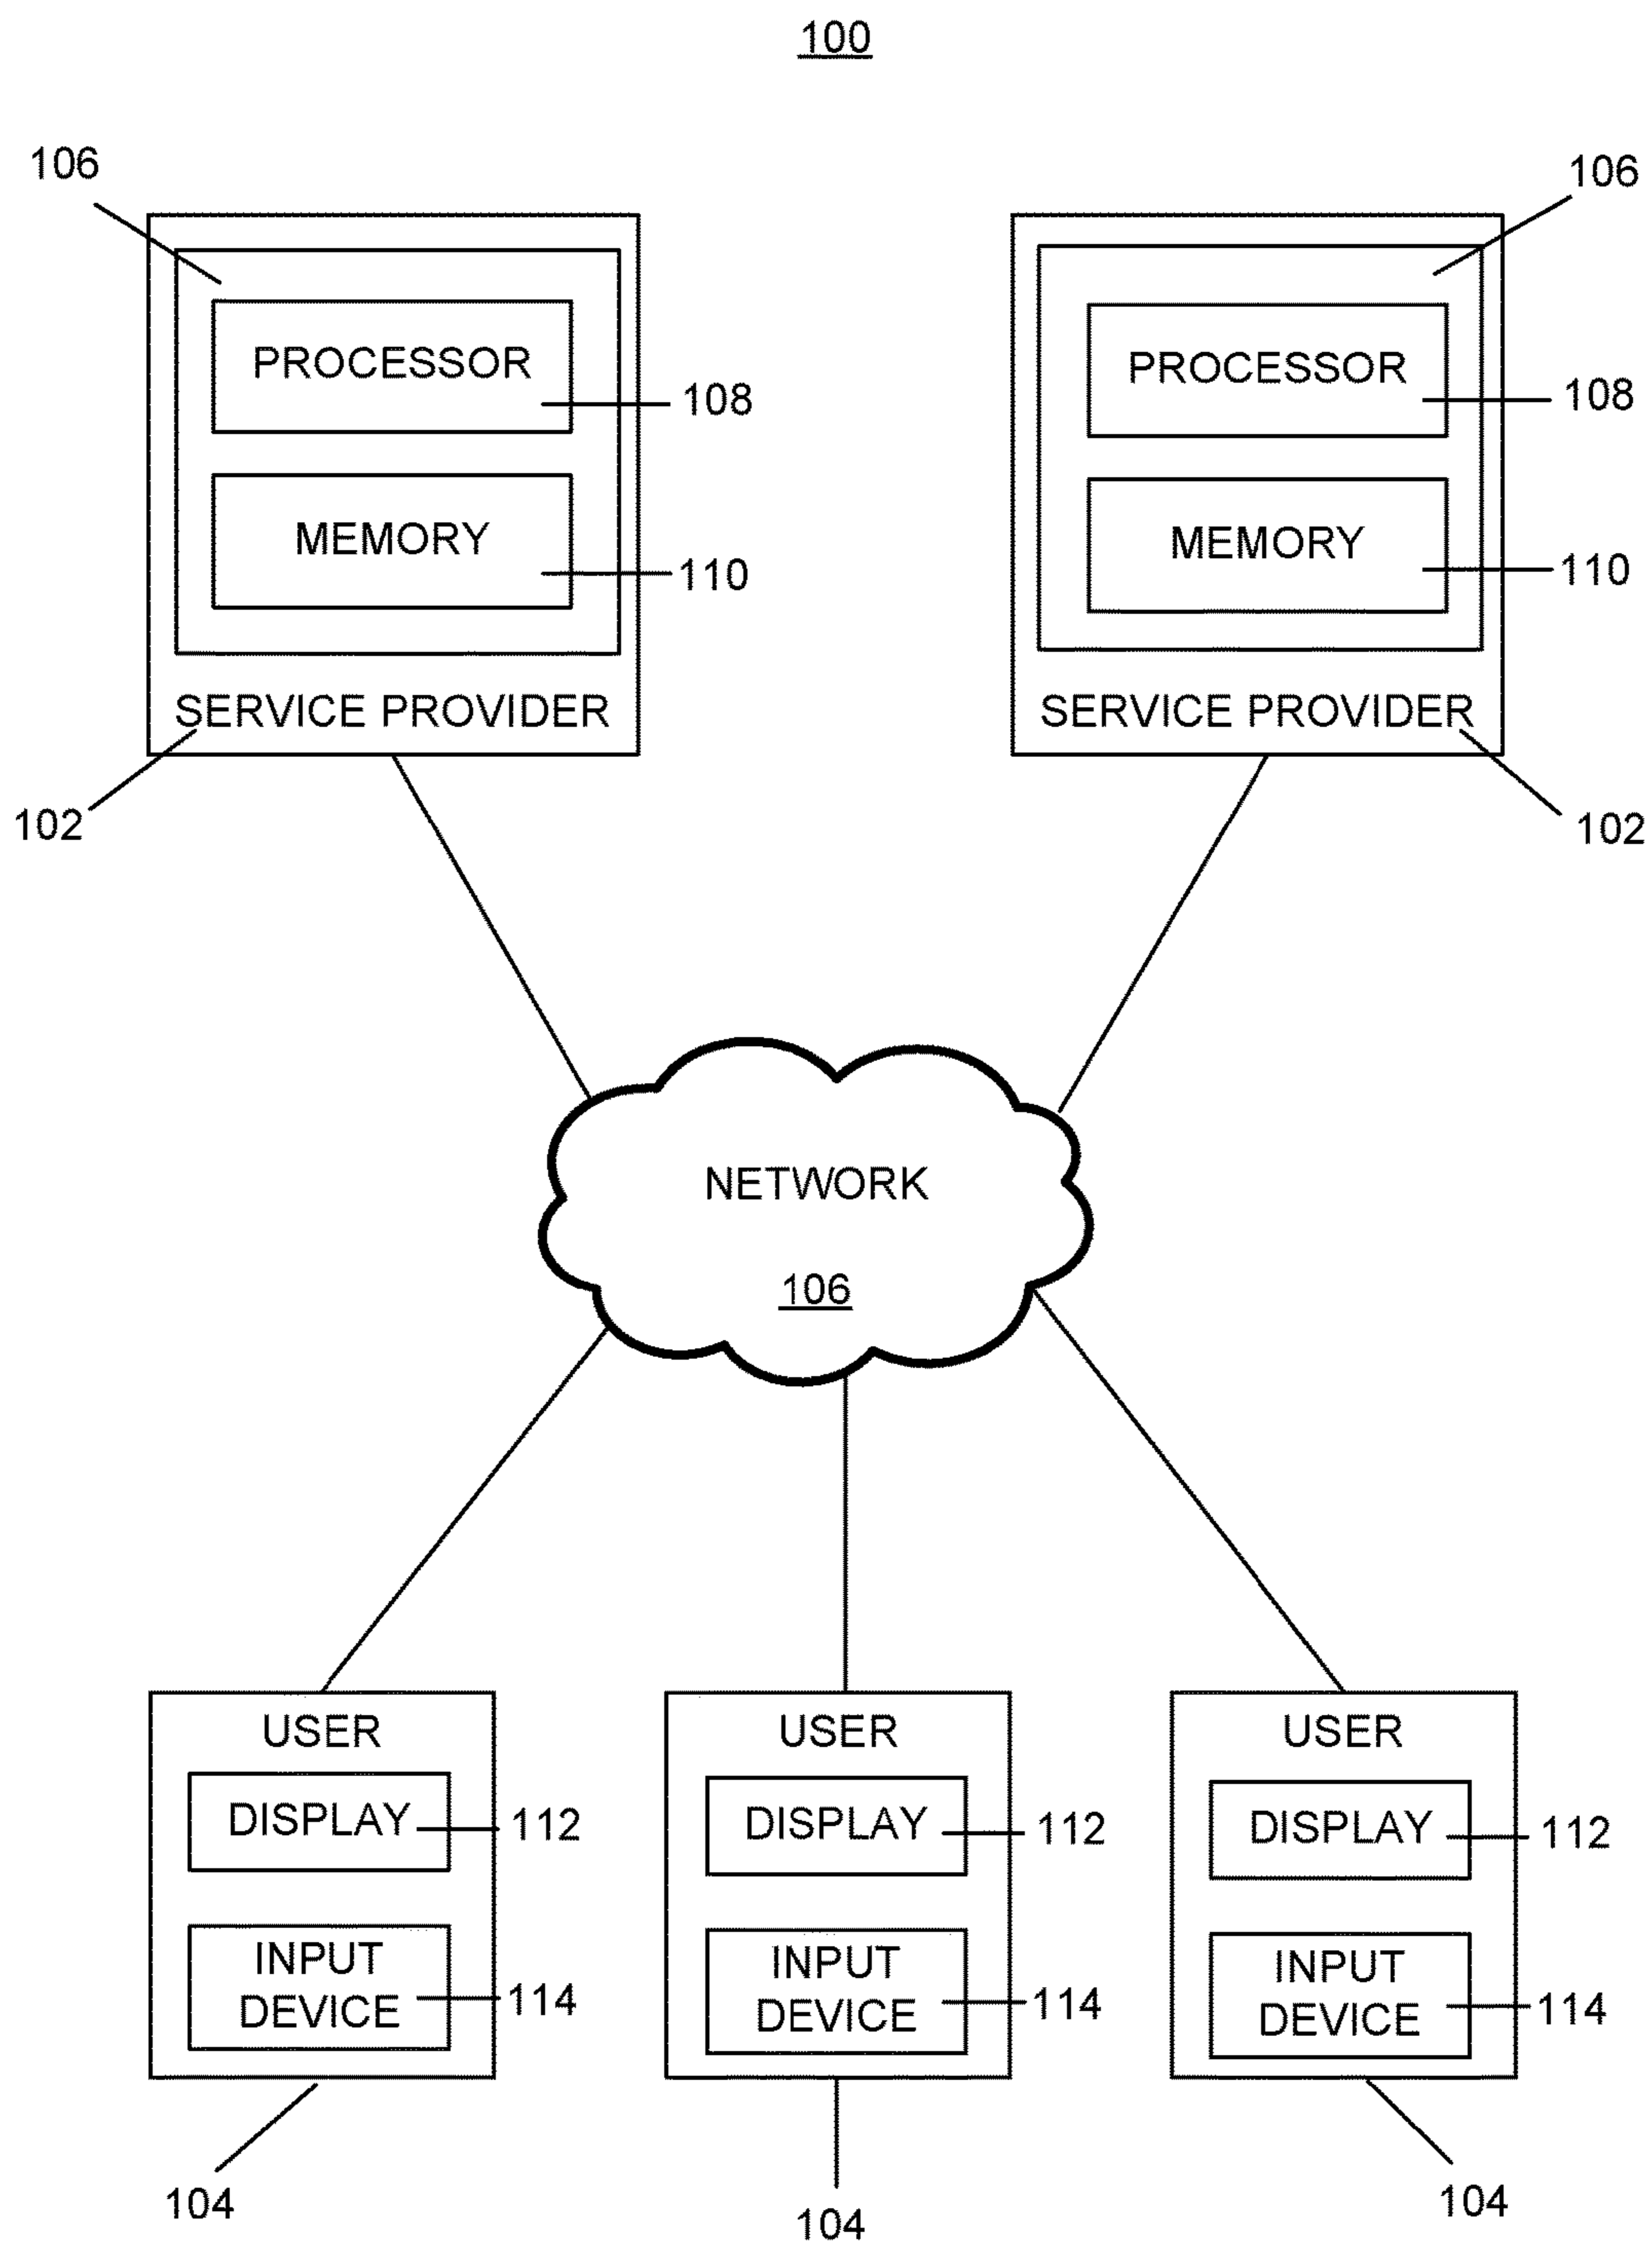 100
106
106
PROCESSOR
108
PROCESSOR
108
MEMORY
110
MEMORY
110
SERVICE PROVIDER
SERVICE PROVIDER
102
102
NETWORK
106
USER
USER
USER
DISPLAY
112
DISPLAY
112
DISPLAY
112
INPUT
DEVICE
114
INPUT
DEVICE
114
INPUT
DEVICE
114
104
104
104